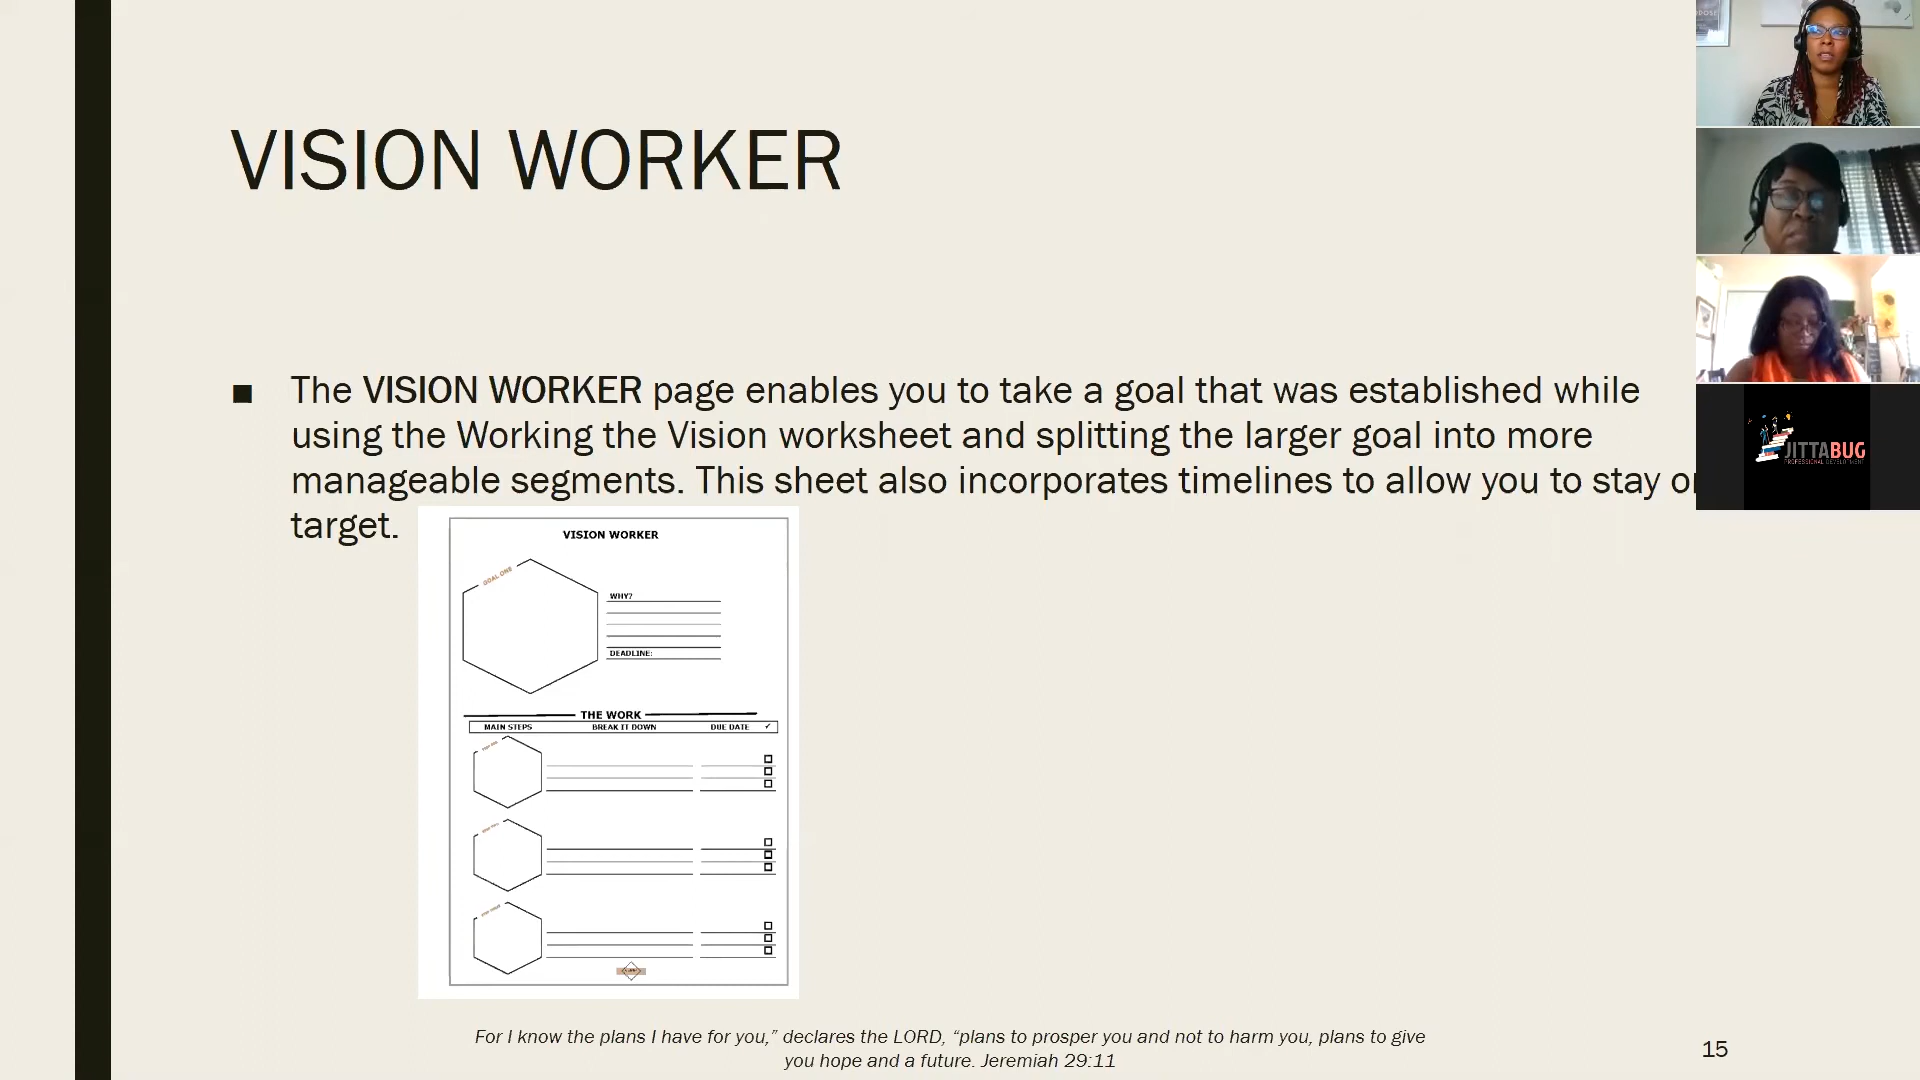 VISION WORKER
■ The VISION WORKER page enables you to take a goal that was established while
using the Working the Vision worksheet and splitting the larger goal into more
manageable segments. This sheet also incorporates timelines to allow you to stay on
target.
VISION WORKER
GOAL ONE
WHY?
DEADLINE:
THE WORK
MAIN STEPS BREAK IT DOWN DUE DATE ✓
For I know the plans I have for you,” declares the LORD, “plans to prosper you and not to harm you, plans to give
you hope and a future. Jeremiah 29:11
15
JITTABUG
PROFESSIONAL DEVELOPMENT